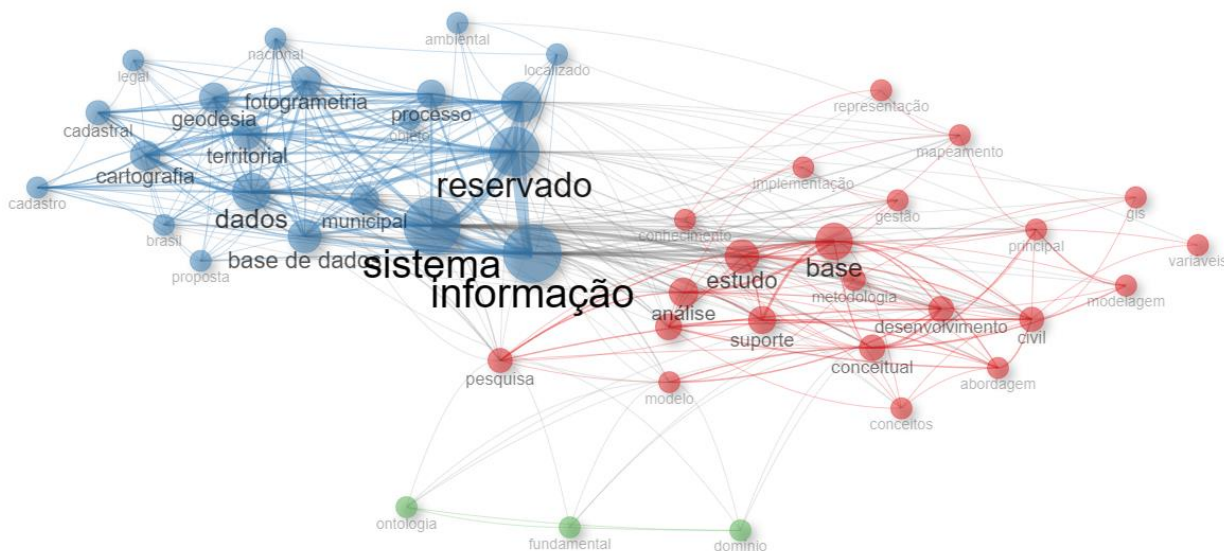 ambiental
nacional
localizado
legal
fotogrametria
processo
geodesia
cadastral
objeto
territorial
cartografia
reservado
cadastro
dados
municipal
brasil
base de dados
proposta
sistema
informação
representação
mapeamento
implementação
gestão
conhecimento
gis
principal
variáveis
estudo
base
metodologia
modelagem
análise
suporte
desenvolvimento
civil
conceitual
pesquisa
modelo
abordagem
conceitos
ontologia
fundamental
domínio